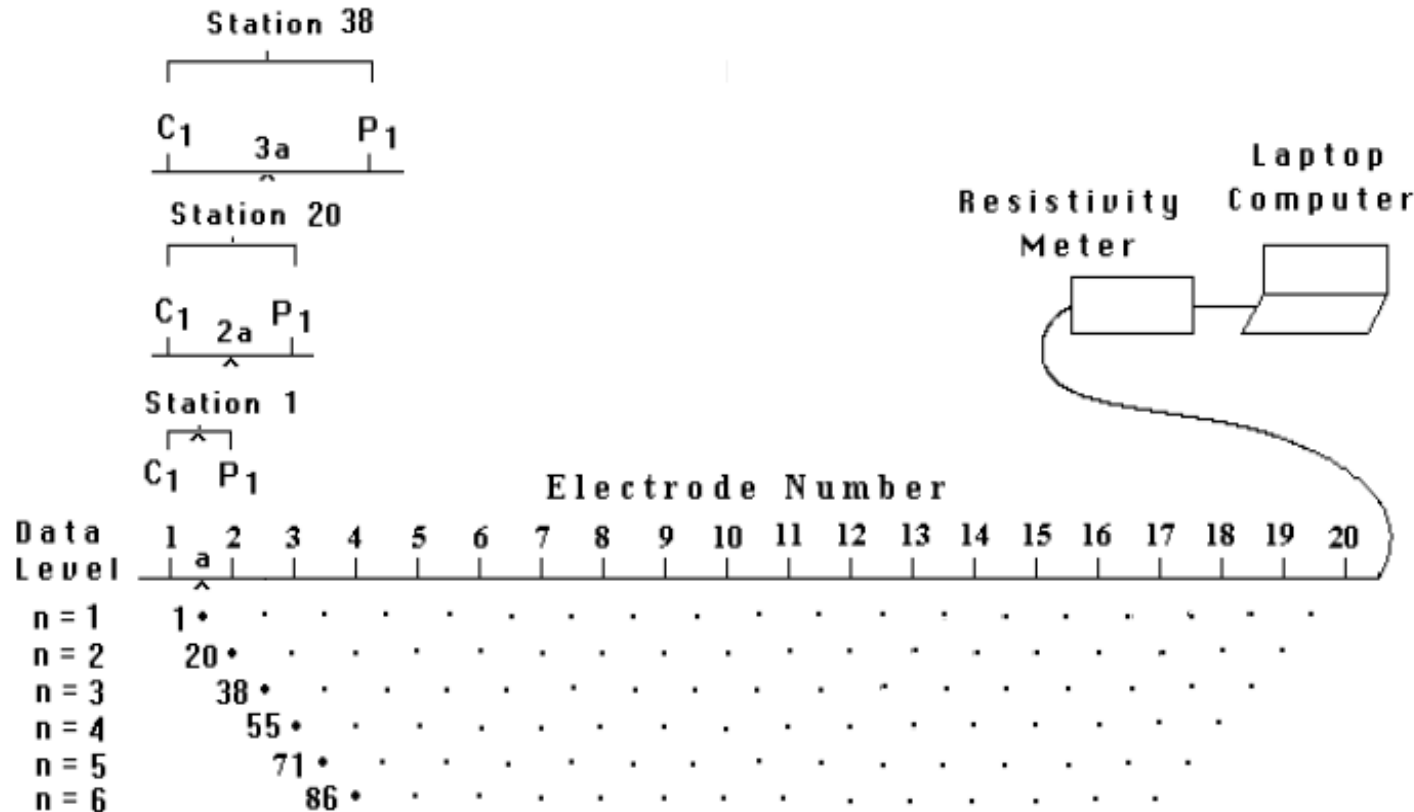 Station 38
C1 P1
3a
Station 20
C1 P1
2a
Station 1
C1 P1
Resistivity
Meter
Laptop
Computer
Electrode Number
Data
Level
1 2 3 4 5 6 7 8 9 10 11 12 13 14 15 16 17 18 19 20
a
n = 1 1
n = 2 20
n = 3 38
n = 4 55
n = 5 71
n = 6 86